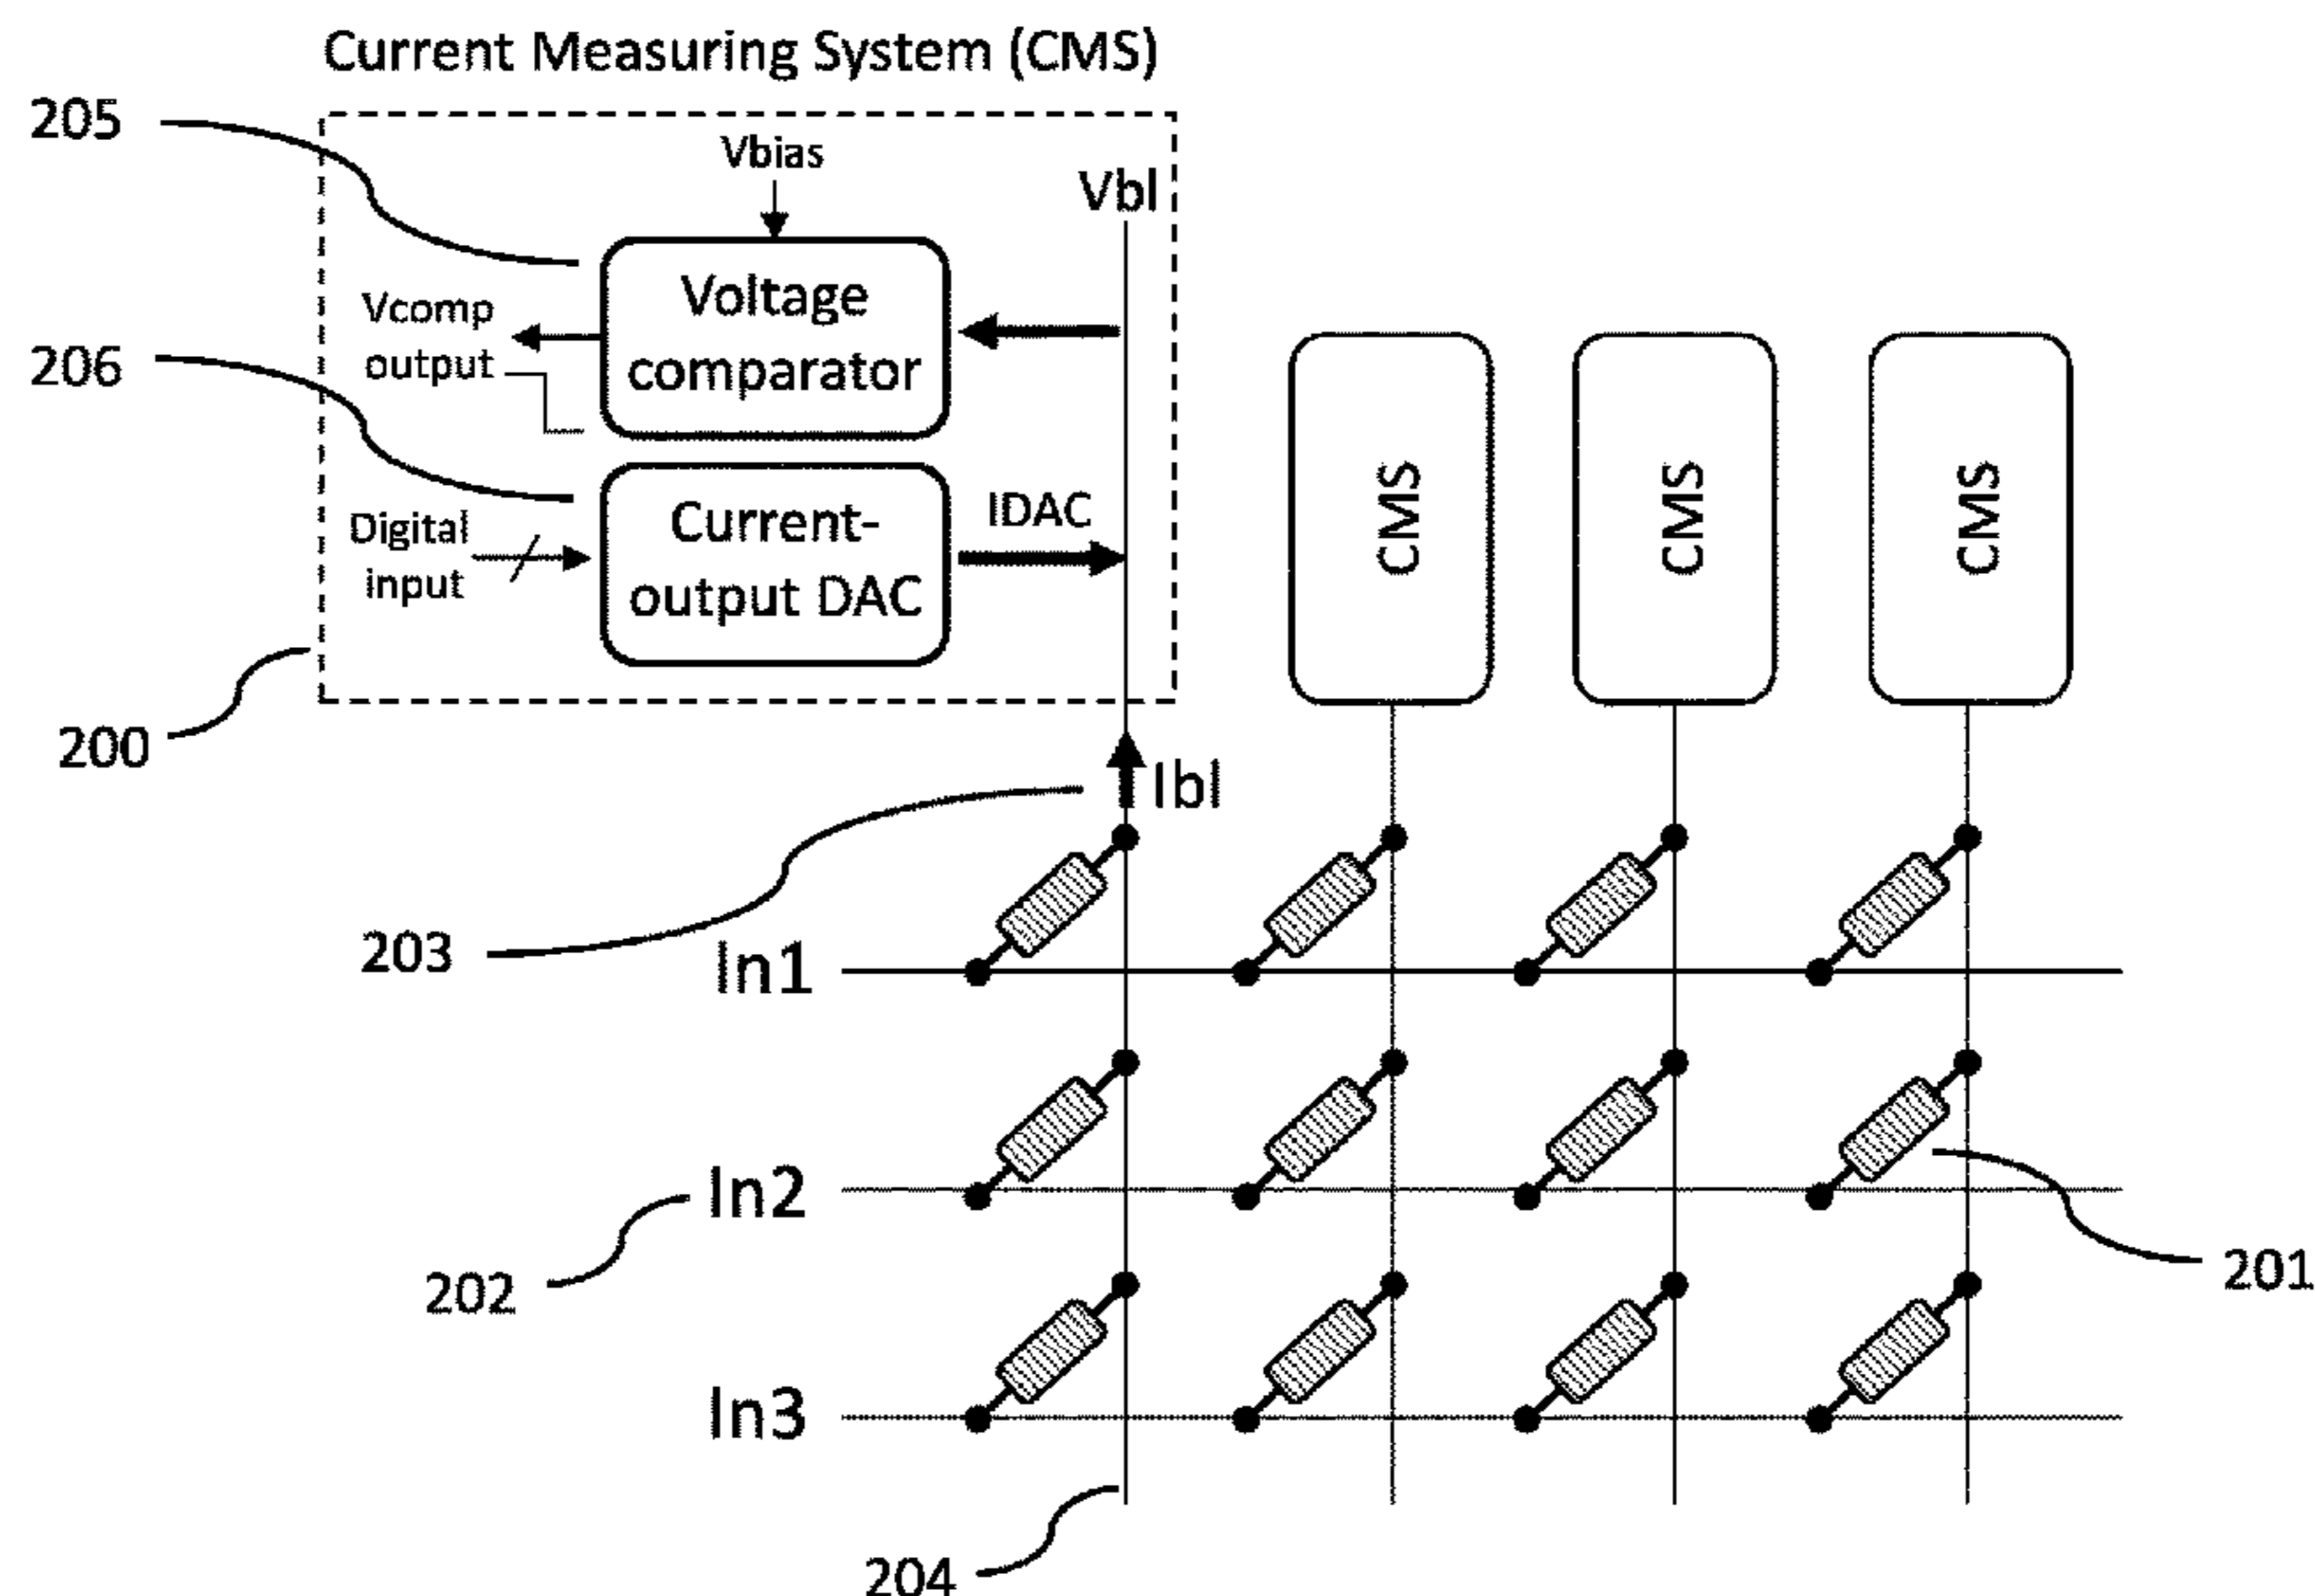 Current Measuring System (CMS)
205
Vbias
Vbl
Voltage
comparator
Vcomp
output
206
Current-
output DAC
IDAC
Digital
input
CMS
CMS
CMS
200
Ibl
203
In1
In2
202
201
In3
204